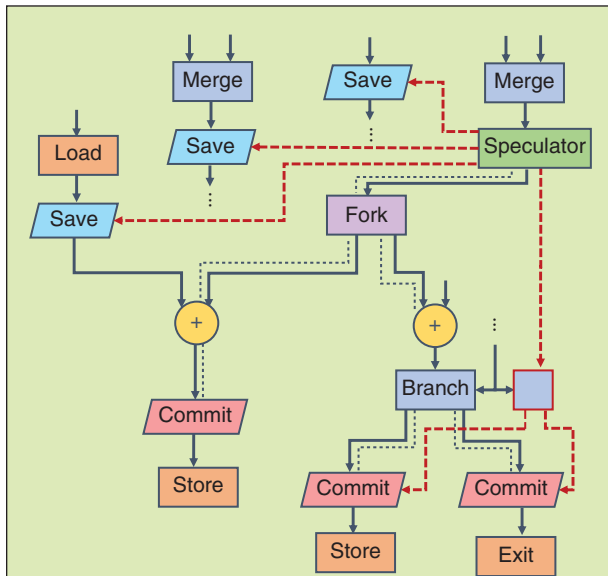 Merge
Save
Merge
Load
Save
Speculator
Save
Fork
+
+
Branch
Commit
Store
Commit
Commit
Store
Exit